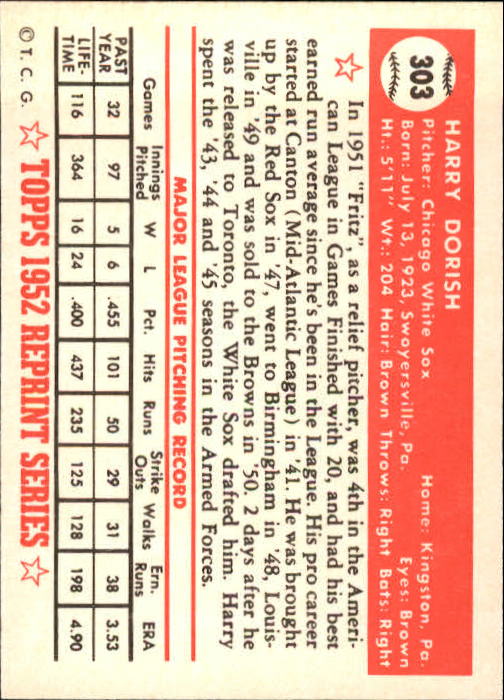 303
HARRY DORISH
Pitcher: Chicago White Sox Home: Kingston, Pa.
Born: July 13, 1923, Swoyersville, Pa. Eyes: Brown
Ht.: 5'11" Wt.: 204 Hair: Brown Throws: Right Bats: Right
In 1951 "Fritz", as a relief pitcher, was 4th in the Ameri-
can League in Games Finished with 20, and had his best
earned run average since he's been in the League. His pro career
started at Canton (Mid-Atlantic League) in '41. He was brought
up by the Red Sox in '47, went to Birmingham in '48, Louis-
ville in '49 and was sold to the Browns in '50. 2 days after he
was released to Toronto, the White Sox drafted him. Harry
spent the '43, '44 and '45 seasons in the Armed Forces.
MAJOR LEAGUE PITCHING RECORD
Games Innings Pitched W L Pct. Hits Runs Strike Outs Walks Ern. Runs ERA
PAST YEAR 32 97 5 6 .455 101 50 29 31 38 3.53
LIFE-TIME 116 364 16 24 .400 437 235 125 128 198 4.90
© T. C. G. TOPPS 1952 REPRINT SERIES